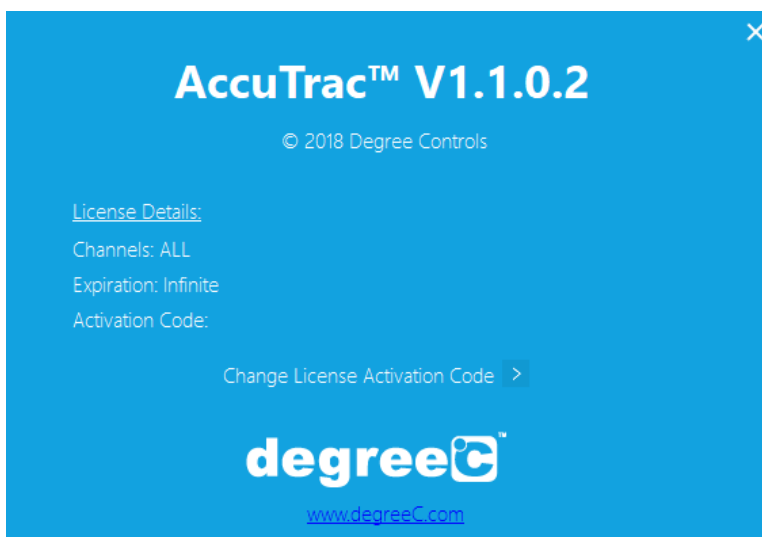 AccuTrac™ V1.1.0.2
© 2018 Degree Controls
License Details:
Channels: ALL
Expiration: Infinite
Activation Code:
Change License Activation Code >
degreeC™
www.degreeC.com